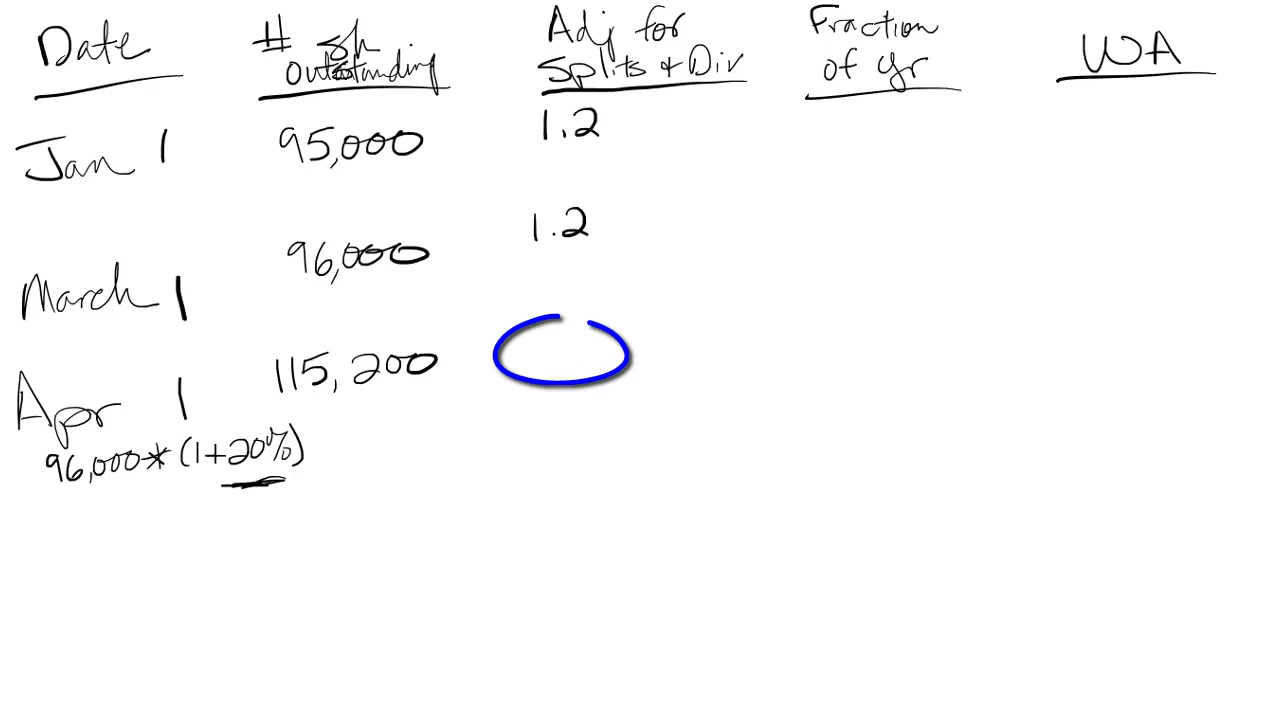 Date # sh Outstanding Adj for Splits + Div Fraction of yr WA
Jan 1 95,000 1.2
March 1 96,000 1.2
Apr 1 115,200
96,000* (1+20%)